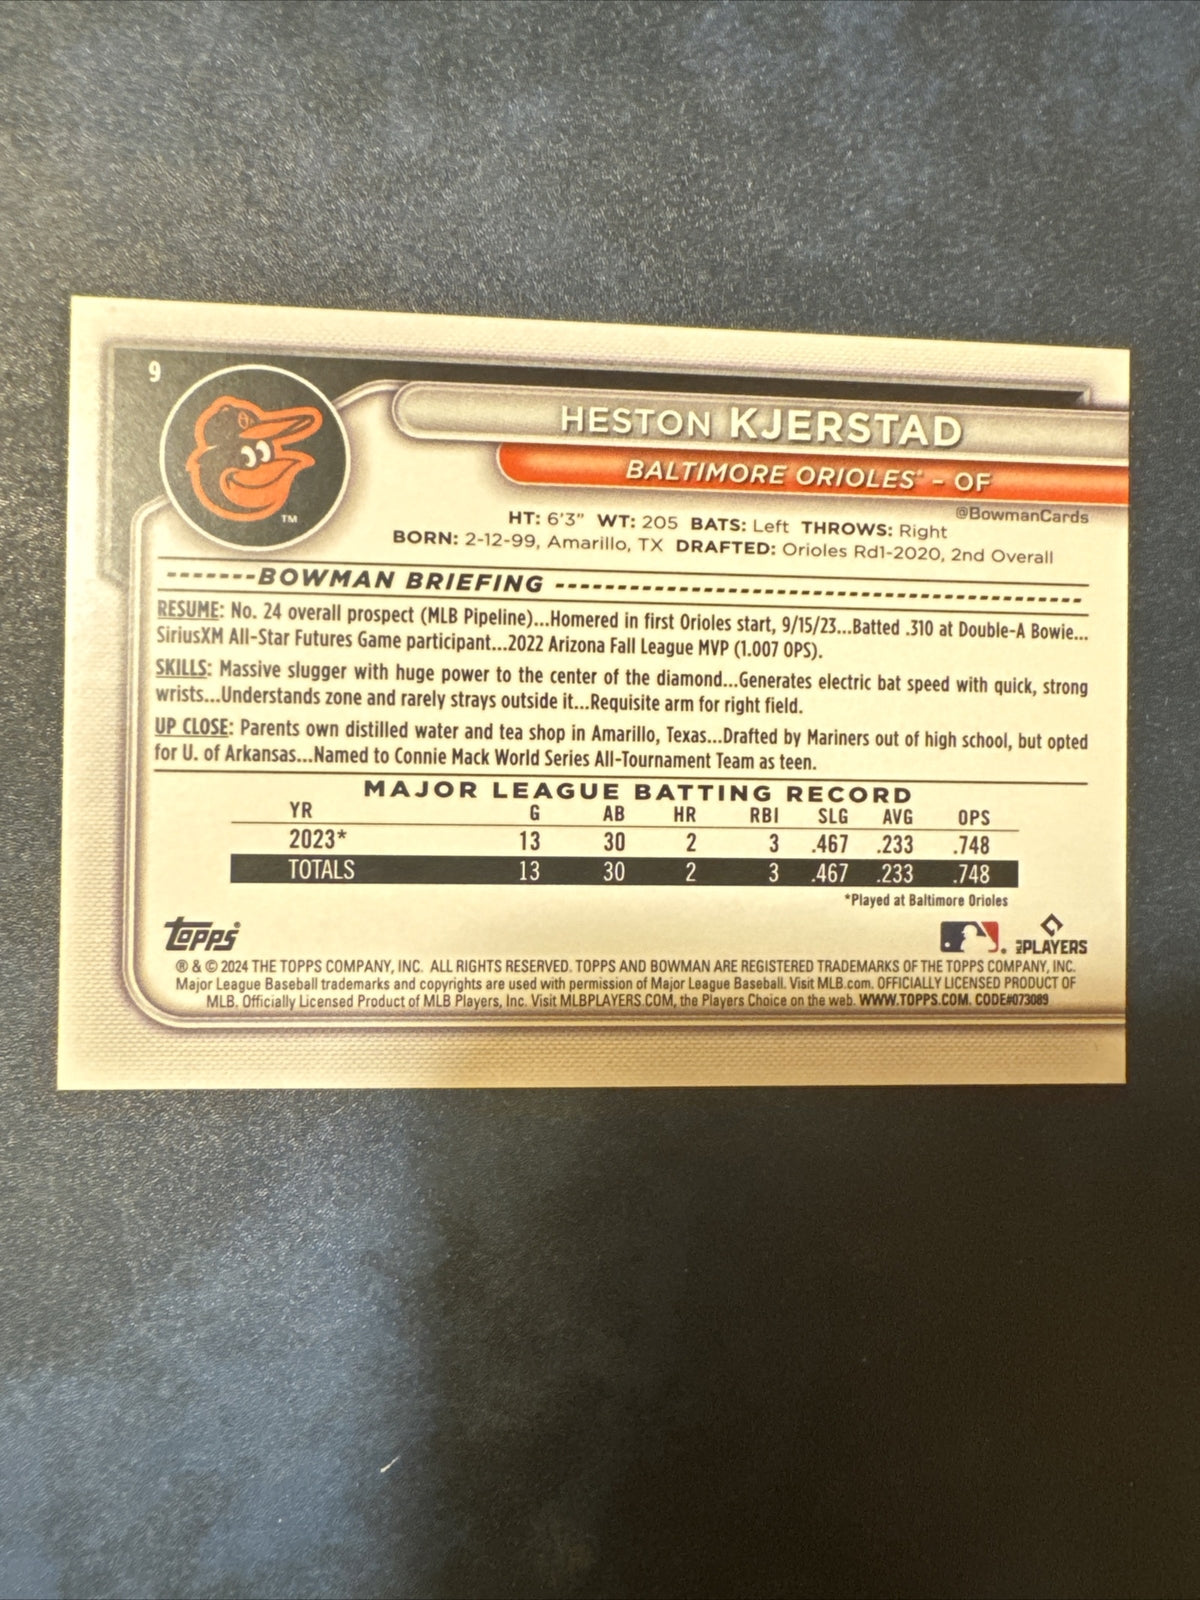 9
HESTON KJERSTAD
BALTIMORE ORIOLES® - OF
@BowmanCards
HT: 6'3" WT: 205 BATS: Left THROWS: Right
BORN: 2-12-99, Amarillo, TX DRAFTED: Orioles Rd1-2020, 2nd Overall
TM
BOWMAN BRIEFING
RESUME: No. 24 overall prospect (MLB Pipeline)...Homered in first Orioles start, 9/15/23...Batted .310 at Double-A Bowie...
SiriusXM All-Star Futures Game participant...2022 Arizona Fall League MVP (1.007 OPS).
SKILLS: Massive slugger with huge power to the center of the diamond...Generates electric bat speed with quick, strong
wrists...Understands zone and rarely strays outside it...Requisite arm for right field.
UP CLOSE: Parents own distilled water and tea shop in Amarillo, Texas...Drafted by Mariners out of high school, but opted
for U. of Arkansas...Named to Connie Mack World Series All-Tournament Team as teen.
MAJOR LEAGUE BATTING RECORD
YR G AB HR RBI SLG AVG OPS
2023* 13 30 2 3 .467 .233 .748
TOTALS 13 30 2 3 .467 .233 .748
*Played at Baltimore Orioles
Topps®
MLB PLAYERS
® & © 2024 THE TOPPS COMPANY, INC. ALL RIGHTS RESERVED. TOPPS AND BOWMAN ARE REGISTERED TRADEMARKS OF THE TOPPS COMPANY, INC.
Major League Baseball trademarks and copyrights are used with permission of Major League Baseball. Visit MLB.com. OFFICIALLY LICENSED PRODUCT OF
MLB. Officially Licensed Product of MLB Players, Inc. Visit MLBPLAYERS.COM, the Players Choice on the web. WWW.TOPPS.COM. CODE#073089